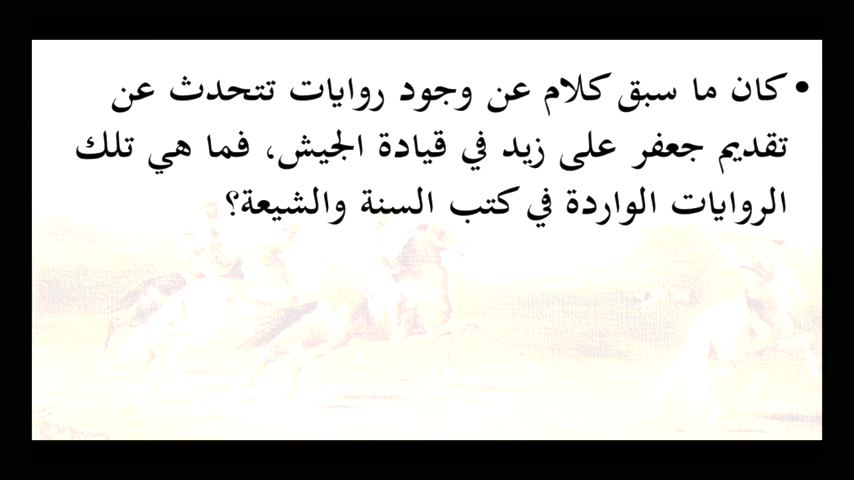 • كان ما سبق كلام عن وجود روايات تتحدث عن
تقديم جعفر على زيد في قيادة الجيش، فما هي تلك
الروايات الواردة في كتب السنة والشيعة؟